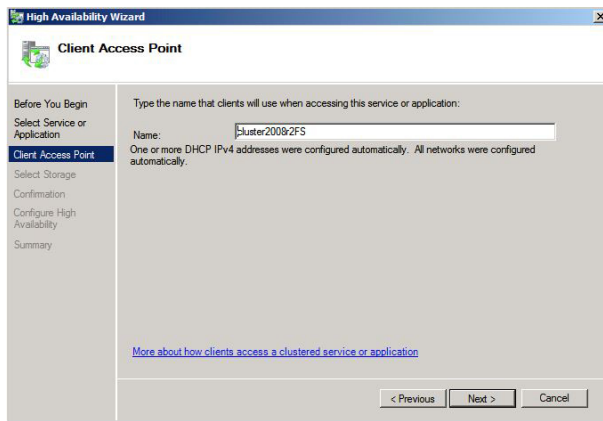 High Availability Wizard
Client Access Point
Before You Begin
Select Service or
Application
Client Access Point
Select Storage
Confirmation
Configure High
Availability
Summary
Type the name that clients will use when accessing this service or application:
Name:
cluster2008r2FS
One or more DHCP IPv4 addresses were configured automatically. All networks were configured
automatically.
More about how clients access a clustered service or application
< Previous
Next >
Cancel